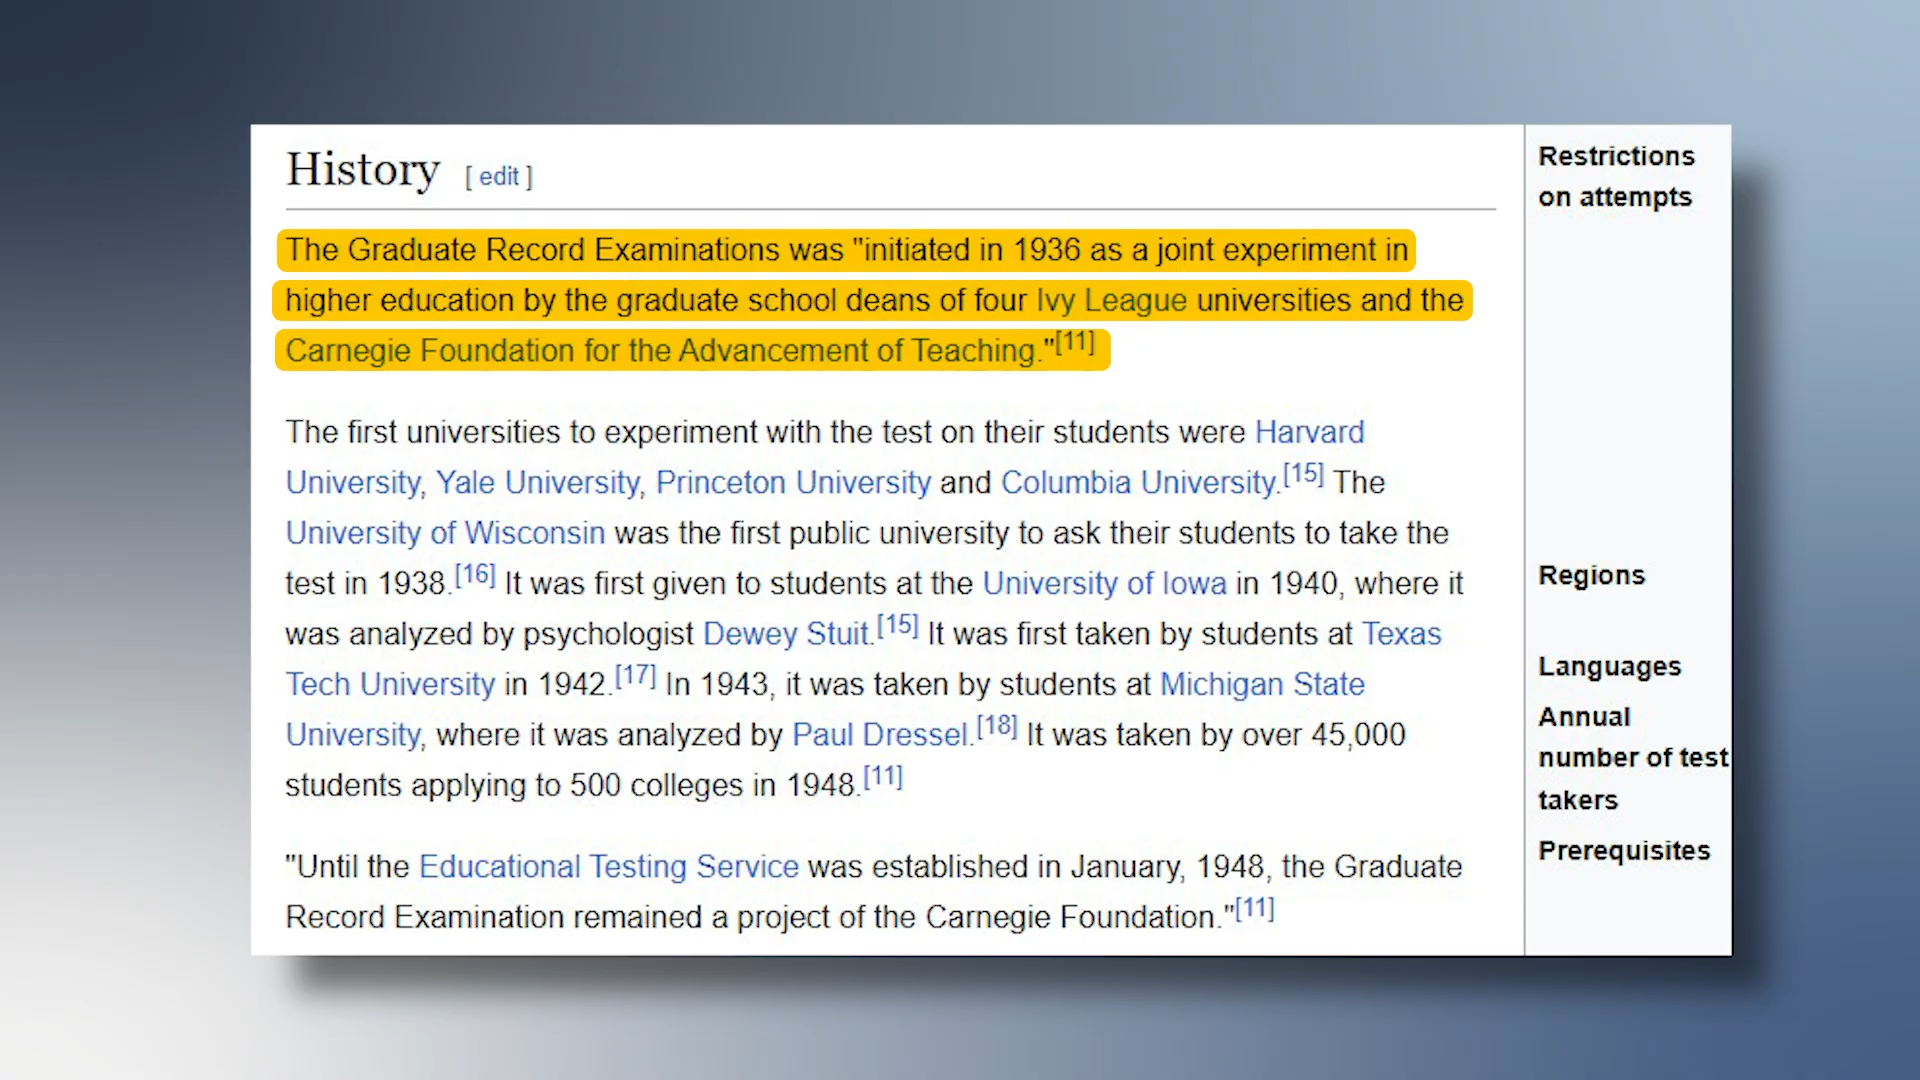 History [ edit ]
The Graduate Record Examinations was "initiated in 1936 as a joint experiment in
higher education by the graduate school deans of four Ivy League universities and the
Carnegie Foundation for the Advancement of Teaching."[11]
The first universities to experiment with the test on their students were Harvard
University, Yale University, Princeton University and Columbia University.[15] The
University of Wisconsin was the first public university to ask their students to take the
test in 1938.[16] It was first given to students at the University of Iowa in 1940, where it
was analyzed by psychologist Dewey Stuit.[15] It was first taken by students at Texas
Tech University in 1942.[17] In 1943, it was taken by students at Michigan State
University, where it was analyzed by Paul Dressel.[18] It was taken by over 45,000
students applying to 500 colleges in 1948.[11]
"Until the Educational Testing Service was established in January, 1948, the Graduate
Record Examination remained a project of the Carnegie Foundation."[11]
Restrictions
on attempts
Regions
Languages
Annual
number of test
takers
Prerequisites